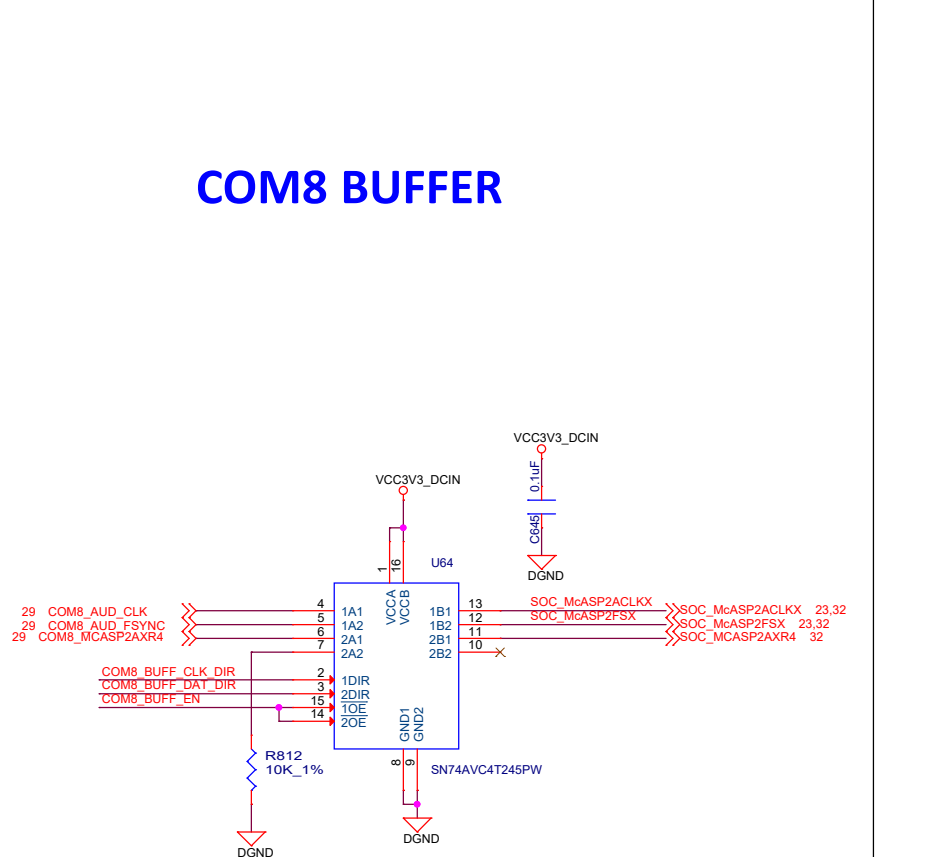 COM8 BUFFER
VCC3V3_DCIN
0.1uF
C645
DGND
VCC3V3_DCIN
U64
1
16
VCCA
VCCB
29 COM8_AUD_CLK
4
1A1
1B1
13
SOC_McASP2ACLKX
SOC_McASP2ACLKX 23,32
29 COM8_AUD_FSYNC
5
1A2
1B2
12
SOC_McASP2FSX
SOC_McASP2FSX 23,32
29 COM8_MCASP2AXR4
6
2A1
2B1
11
SOC_MCASP2AXR4 32
7
2A2
2B2
10
COM8_BUFF_CLK_DIR
2
1DIR
COM8_BUFF_DAT_DIR
3
2DIR
COM8_BUFF_EN
15
1OE
14
2OE
GND1
GND2
8
9
SN74AVC4T245PW
R812
10K_1%
DGND
DGND